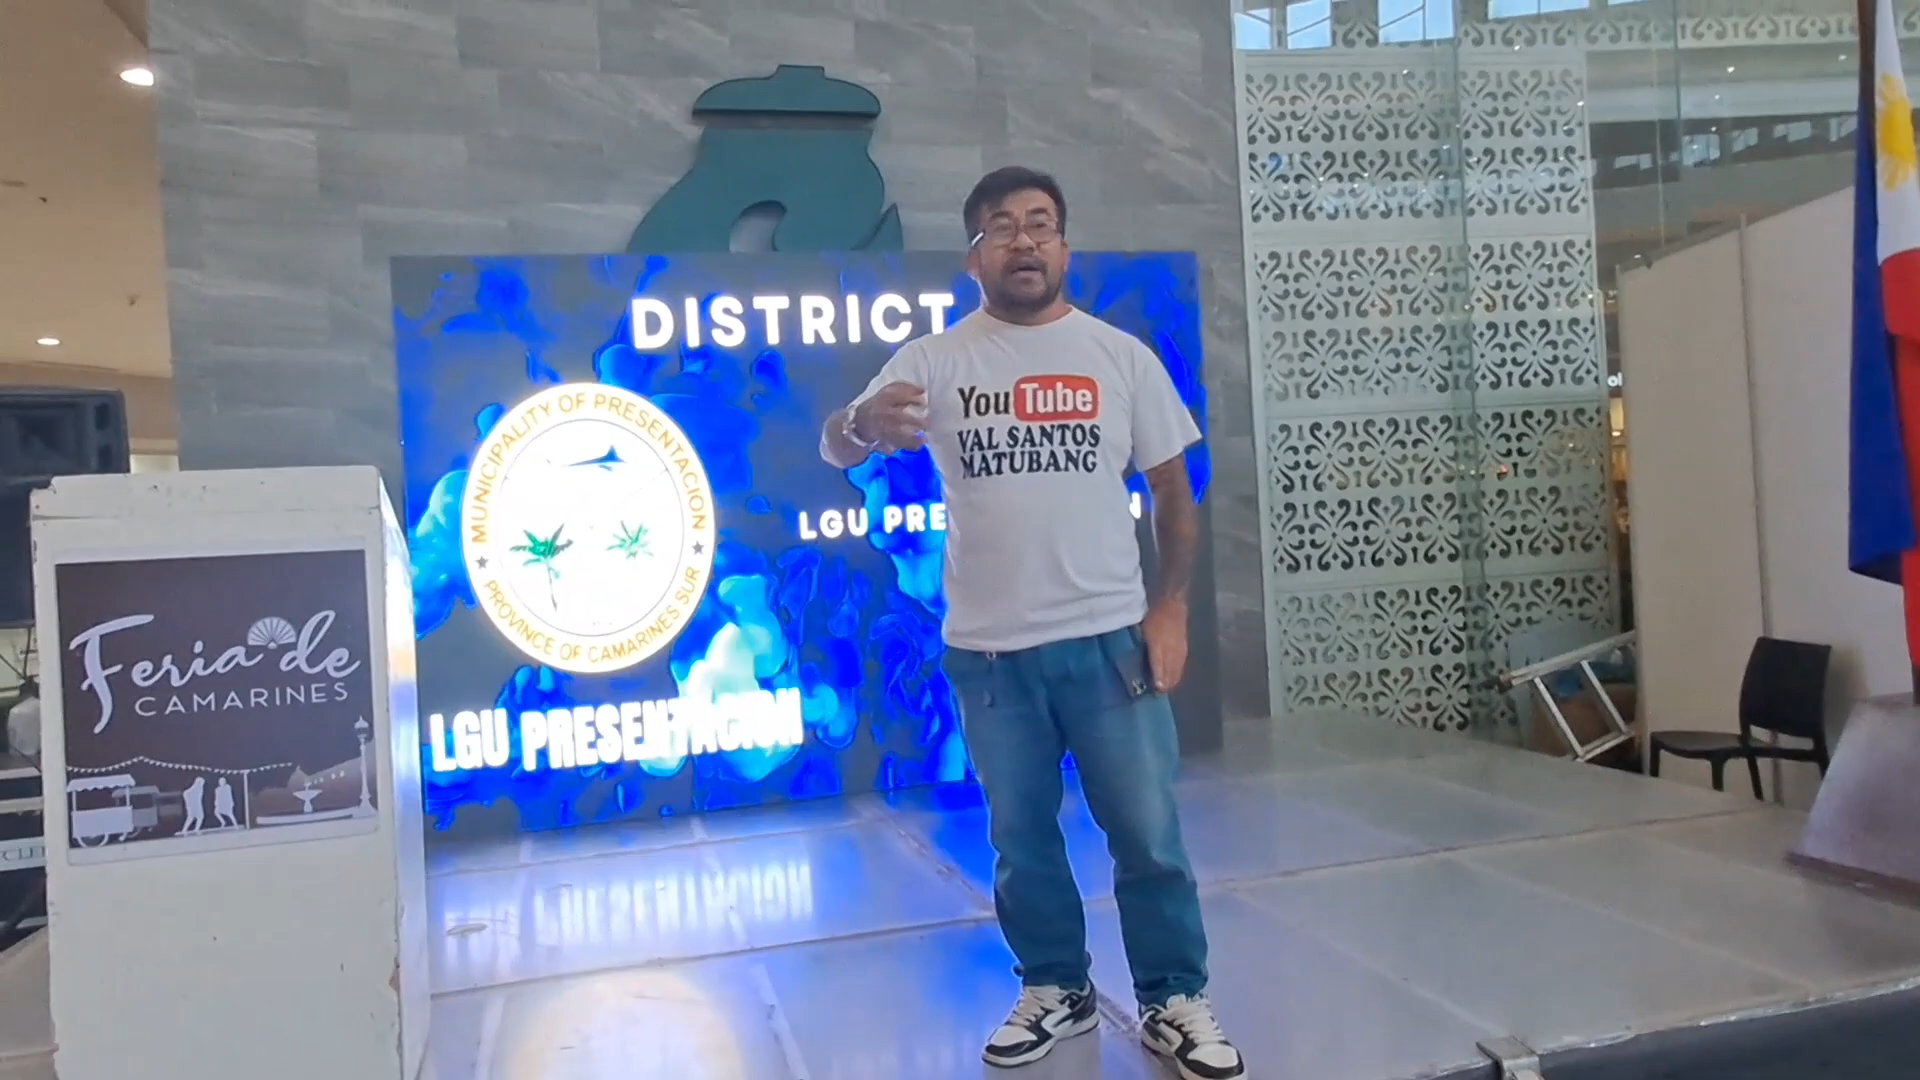 DISTRICT
MUNICIPALITY OF PRESENTACION
PROVINCE OF CAMARINES SUR
LGU PRE
LGU PRESENTACION
YouTube
VAL SANTOS
MATUBANG
Feria de
CAMARINES